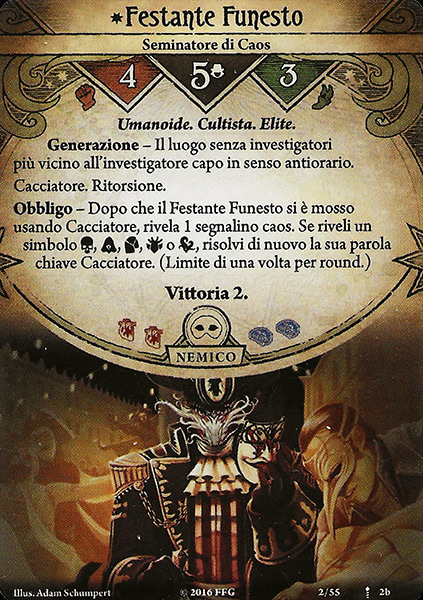 Festante Funesto
Seminatore di Caos
4 5 3
Umanoide. Cultista. Elite.
Generazione – Il luogo senza investigatori
più vicino all'investigatore capo in senso antiorario.
Cacciatore. Ritorsione.
Obbligo – Dopo che il Festante Funesto si è mosso
usando Cacciatore, rivela 1 segnalino caos. Se riveli un
simbolo , , , o , risolvi di nuovo la sua parola
chiave Cacciatore. (Limite di una volta per round.)
Vittoria 2.
NEMICO
Illus. Adam Schumpert © 2016 FFG 2/55 2b